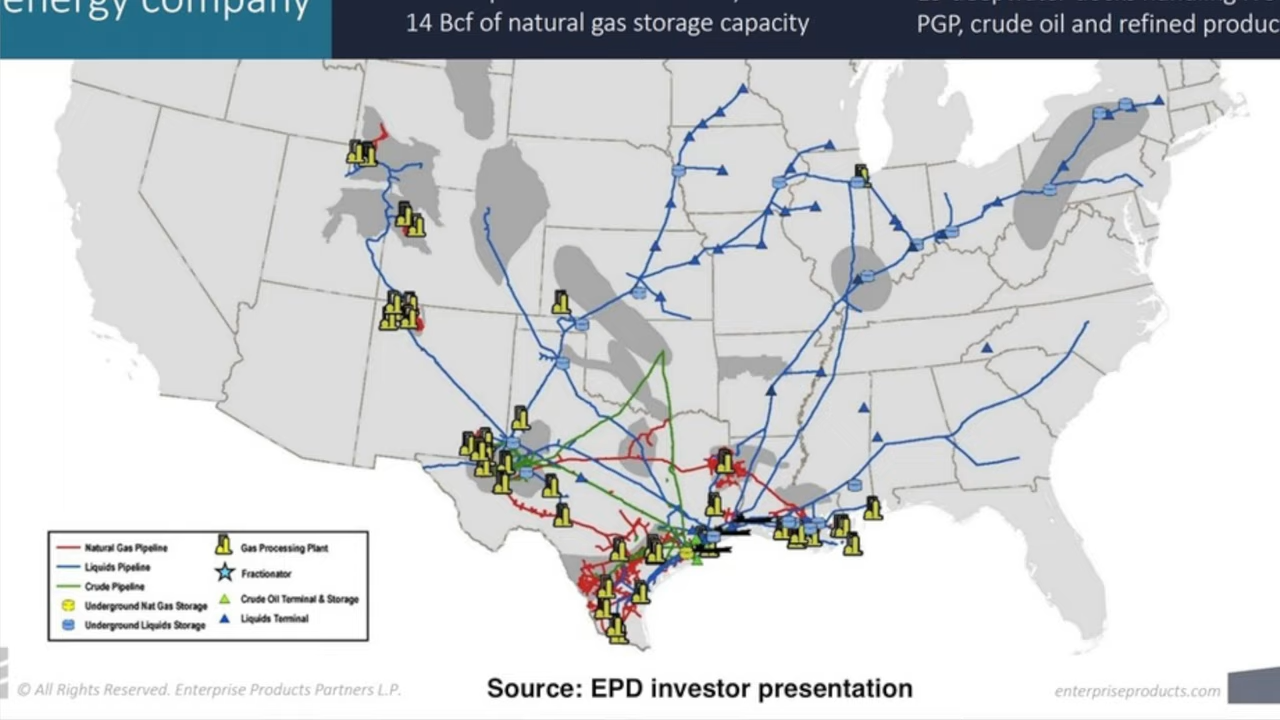 energy company
14 Bcf of natural gas storage capacity
PGP, crude oil and refined produc
Natural Gas Pipeline
Liquids Pipeline
Crude Pipeline
Underground Nat Gas Storage
Underground Liquids Storage
Gas Processing Plant
Fractionator
Crude Oil Terminal & Storage
Liquids Terminal
© All Rights Reserved. Enterprise Products Partners L.P.
Source: EPD investor presentation
enterpriseproducts.com